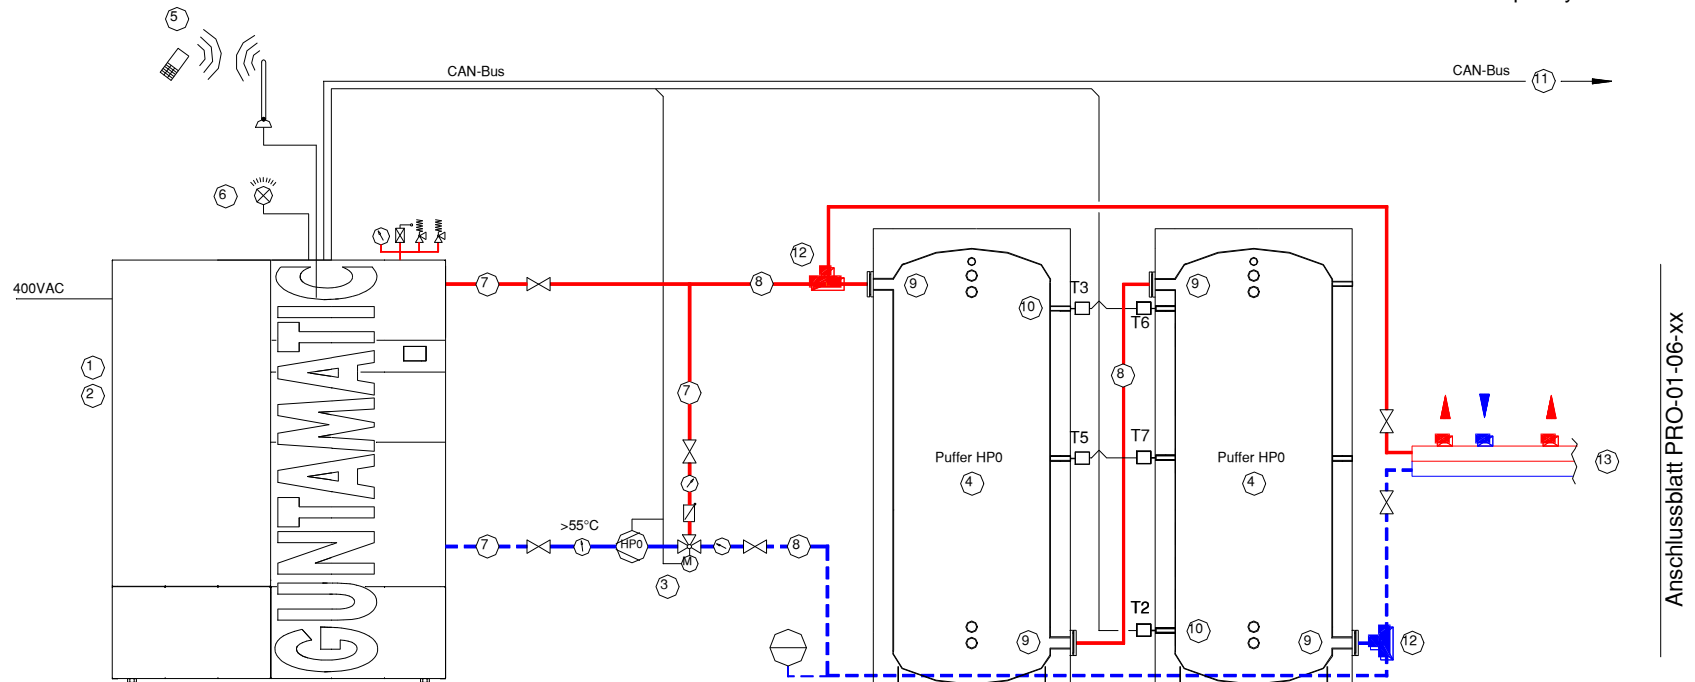 5
CAN-Bus
CAN-Bus
11
6
12
400VAC
7
8
9
10
T3
T6
9
1
2
7
8
GUNTAMATIC
T5
T7
Puffer HP0
4
Puffer HP0
4
13
>55°C
7
HP0
M
8
3
T2
9
10
9
12
Anschlussblatt PRO-01-06-xx